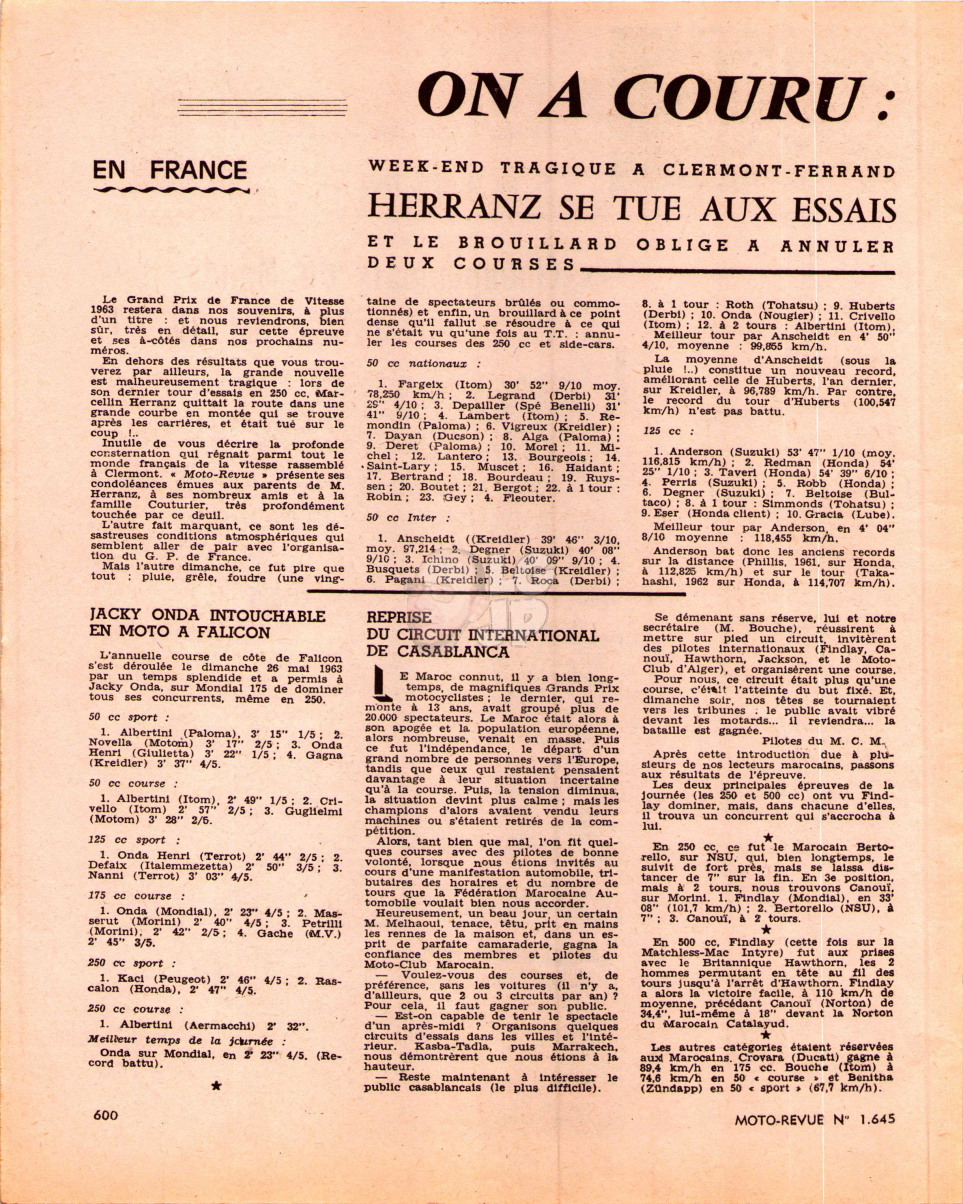 ON A COURU :
EN FRANCE
WEEK-END TRAGIQUE A CLERMONT-FERRAND
HERRANZ SE TUE AUX ESSAIS
ET LE BROUILLARD OBLIGE A ANNULER
DEUX COURSES
Le Grand Prix de France de Vitesse
1963 restera dans nos souvenirs, à plus
d'un titre : et nous reviendrons, bien
sûr, très en détail, sur cette épreuve
et ses à-côtés dans nos prochains nu-
méros.
En dehors des résultats que vous trou-
verez par ailleurs, la grande nouvelle
est malheureusement tragique : lors de
son dernier tour d'essais en 250 cc, Mar-
cellin Herranz quittait la route dans une
grande courbe en montée qui se trouve
après les carrières, et était tué sur le
coup !..
Inutile de vous décrire la profonde
consternation qui régnait parmi tout le
monde français de la vitesse rassemblé
à Clermont. « Moto-Revue » présente ses
condoléances émues aux parents de M.
Herranz, à ses nombreux amis et à la
famille Couturier, très profondément
touchée par ce deuil.
L'autre fait marquant, ce sont les dé-
sastreuses conditions atmosphériques qui
semblent aller de pair avec l'organisa-
tion du G. P. de France.
Mais l'autre dimanche, ce fut pire que
tout : pluie, grêle, foudre (une ving-
taine de spectateurs brûlés ou commo-
tionnés) et enfin, un brouillard à ce point
dense qu'il fallut se résoudre à ce qui
ne s'était vu qu'une fois au T.T. : annu-
ler les courses des 250 cc et side-cars.
50 cc nationaux :
1. Fargeix (Itom) 30' 52" 9/10 moy.
78,250 km/h ; 2. Legrand (Derbi) 31'
29" 4/10 ; 3. Depailler (Spé Benelli) 31'
41" 9/10 ; 4. Lambert (Itom) ; 5. Re-
mondin (Paloma) ; 6. Vigreux (Kreidler) ;
7. Dayan (Ducson) ; 8. Alga (Paloma) ;
9. Deret (Paloma) ; 10. Morel ; 11. Mi-
chel ; 12. Lantero ; 13. Bourgeois ; 14.
Saint-Lary ; 15. Muscet ; 16. Haidant ;
17. Bertrand ; 18. Bourdeau ; 19. Ruys-
sen ; 20. Boutet ; 21. Bergot ; 22. à 1 tour :
Robin ; 23. Gey ; 4. Fleouter.
50 cc Inter :
1. Anscheidt ((Kreidler) 39' 46" 3/10,
moy. 97,214 ; 2. Degner (Suzuki) 40' 08"
9/10 ; 3. Ichino (Suzuki) 40' 09" 9/10 ; 4.
Busquets (Derbi) ; 5. Beltoise (Kreidler) ;
6. Pagani (Kreidler) ; 7. Roca (Derbi) ;
8. à 1 tour : Roth (Tohatsu) ; 9. Huberts
(Derbi) ; 10. Onda (Nougier) ; 11. Crivello
(Itom) ; 12. à 2 tours : Albertini (Itom),
Meilleur tour par Anscheidt en 4' 50"
4/10, moyenne : 99,855 km/h.
La moyenne d'Anscheidt (sous la
pluie !..) constitue un nouveau record,
améliorant celle de Huberts, l'an dernier,
sur Kreidler, à 96,789 km/h. Par contre,
le record du tour d'Huberts (100,547
km/h) n'est pas battu.
125 cc :
1. Anderson (Suzuki) 53' 47" 1/10 (moy.
116,815 km/h) ; 2. Redman (Honda) 54'
25" 1/10 ; 3. Taveri (Honda) 54' 39" 6/10 ;
4. Perris (Suzuki) ; 5. Robb (Honda) ;
6. Degner (Suzuki) ; 7. Beltoise (Bul-
taco) ; 8. à 1 tour : Simmonds (Tohatsu) ;
9. Eser (Honda client) ; 10. Gracia (Lube).
Meilleur tour par Anderson, en 4' 04"
8/10 moyenne : 118,455 km/h.
Anderson bat donc les anciens records
sur la distance (Phillis, 1961, sur Honda,
à 112,825 km/h) et sur le tour (Taka-
hashi, 1962 sur Honda, à 114,707 km/h).
JACKY ONDA INTOUCHABLE
EN MOTO A FALICON
L'annuelle course de côte de Falicon
s'est déroulée le dimanche 26 mai 1963
par un temps splendide et a permis à
Jacky Onda, sur Mondial 175 de dominer
tous ses concurrents, même en 250.
50 cc sport :
1. Albertini (Paloma), 3' 15" 1/5 ; 2.
Novella (Motom) 3' 17" 2/5 ; 3. Onda
Henri (Giulietta) 3' 22" 1/5 ; 4. Gagna
(Kreidler) 3' 37" 4/5.
50 cc course :
1. Albertini (Itom), 2' 49" 1/5 ; 2. Cri-
vello (Itom) 2' 57" 2/5 ; 3. Guglielmi
(Motom) 3' 28" 2/5.
125 cc sport :
1. Onda Henri (Terrot) 2' 44" 2/5 ; 2.
Defaix (Italemmezetta) 2' 50" 3/5 ; 3.
Nanni (Terrot) 3' 03" 4/5.
175 cc course :
1. Onda (Mondial), 2' 23" 4/5 ; 2. Mas-
serut (Morini) 2' 40" 4/5 ; 3. Petrilli
(Morini), 2' 42" 2/5 ; 4. Gache (M.V.)
2' 45" 3/5.
250 cc sport :
1. Kaci (Peugeot) 2' 46" 4/5 ; 2. Ras-
calon (Honda), 2' 47" 4/5.
250 cc course :
1. Albertini (Aermacchi) 2' 32".
Meilleur temps de la journée :
Onda sur Mondial, en 2' 23" 4/5. (Re-
cord battu).
REPRISE
DU CIRCUIT INTERNATIONAL
DE CASABLANCA
LE Maroc connut, il y a bien long-
temps, de magnifiques Grands Prix
motocyclistes ; le dernier, qui re-
monte à 13 ans, avait groupé plus de
20.000 spectateurs. Le Maroc était alors à
son apogée et la population européenne,
alors nombreuse, venait en masse. Puis
ce fut l'indépendance, le départ d'un
grand nombre de personnes vers l'Europe,
tandis que ceux qui restaient pensaient
davantage à leur situation incertaine
qu'à la course. Puis, la tension diminua,
la situation devint plus calme ; mais les
champions d'alors avaient vendu leurs
machines ou s'étaient retirés de la com-
pétition.
Alors, tant bien que mal, l'on fit quel-
ques courses avec des pilotes de bonne
volonté, lorsque nous étions invités au
cours d'une manifestation automobile, tri-
butaires des horaires et du nombre de
tours que la Fédération Marocaine Au-
tomobile voulait bien nous accorder.
Heureusement, un beau jour, un certain
M. Melhaoui, tenace, têtu, prit en mains
les rennes de la maison et, dans un es-
prit de parfaite camaraderie, gagna la
confiance des membres et pilotes du
Moto-Club Marocain.
— Voulez-vous des courses et, de
préférence, sans les voitures (il n'y a,
d'ailleurs, que 2 ou 3 circuits par an) ?
Pour cela, il faut gagner son public.
— Est-on capable de tenir le spectacle
d'un après-midi ? Organisons quelques
circuits d'essais dans les villes et l'inté-
rieur. Kasba-Tadla, puis Marrakech,
nous démontrèrent que nous étions à la
hauteur.
— Reste maintenant à intéresser le
public casablancais (le plus difficile).
Se démenant sans réserve, lui et notre
secrétaire (M. Bouche), réussirent à
mettre sur pied un circuit, invitèrent
des pilotes internationaux (Findlay, Ca-
nouï, Hawthorn, Jackson, et le Moto-
Club d'Alger), et organisèrent une course.
Pour nous, ce circuit était plus qu'une
course, c'était l'atteinte du but fixé. Et,
dimanche soir, nos têtes se tournaient
vers les tribunes : le public avait vibré
devant les motards... il reviendra... la
bataille est gagnée.
Pilotes du M. C. M.
Après cette introduction due à plu-
sieurs de nos lecteurs marocains, passons
aux résultats de l'épreuve.
Les deux principales épreuves de la
journée (les 250 et 500 cc) ont vu Find-
lay dominer, mais, dans chacune d'elles,
il trouva un concurrent qui s'accrocha à
lui.
En 250 cc, ce fut le Marocain Berto-
rello, sur NSU, qui, bien longtemps, le
suivit de fort près, mais se laissa dis-
tancer de 7" sur la fin. En 3e position,
mais à 2 tours, nous trouvons Canouï,
sur Morini. 1. Findlay (Mondial), en 33'
08" (101,7 km/h) ; 2. Bertorello (NSU), à
7" ; 3. Canouï, à 2 tours.
En 500 cc, Findlay (cette fois sur la
Matchless-Mac Intyre) fut aux prises
avec le Britannique Hawthorn, les 2
hommes permutant en tête au fil des
tours jusqu'à l'arrêt d'Hawthorn. Findlay
a alors la victoire facile, à 110 km/h de
moyenne, précédant Canouï (Norton) de
34,4", lui-même à 18" devant la Norton
du Marocain Catalayud.
Les autres catégories étaient réservées
aux Marocains. Crovara (Ducati) gagne à
89,4 km/h en 175 cc. Bouche (Itom) à
74,6 km/h en 50 « course » et Benitha
(Zündapp) en 50 « sport » (67,7 km/h).
600
MOTO-REVUE N° 1.645